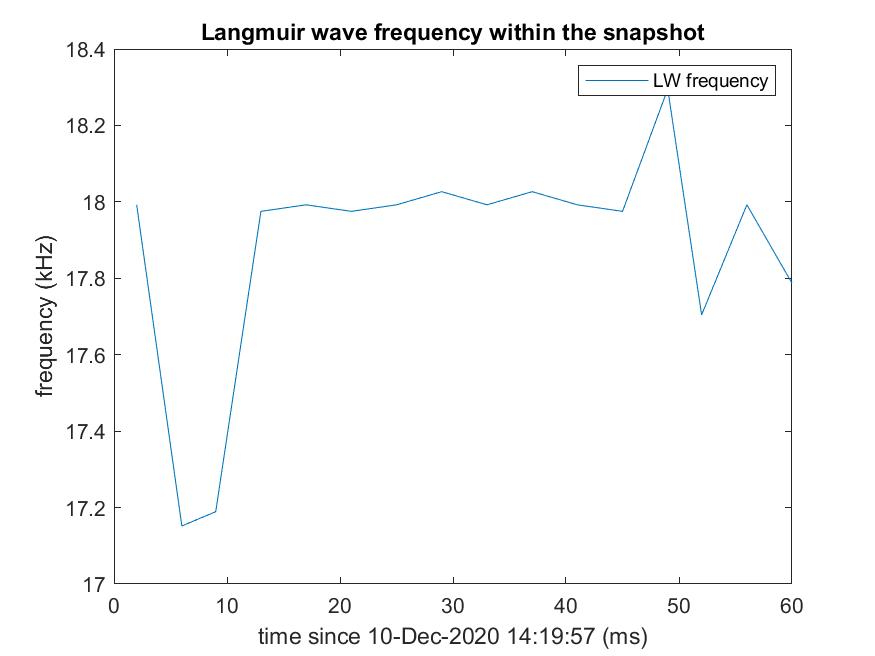 Langmuir wave frequency within the snapshot
LW frequency
18.4
18.2
18
17.8
17.6
17.4
17.2
17
frequency (kHz)
0 10 20 30 40 50 60
time since 10-Dec-2020 14:19:57 (ms)